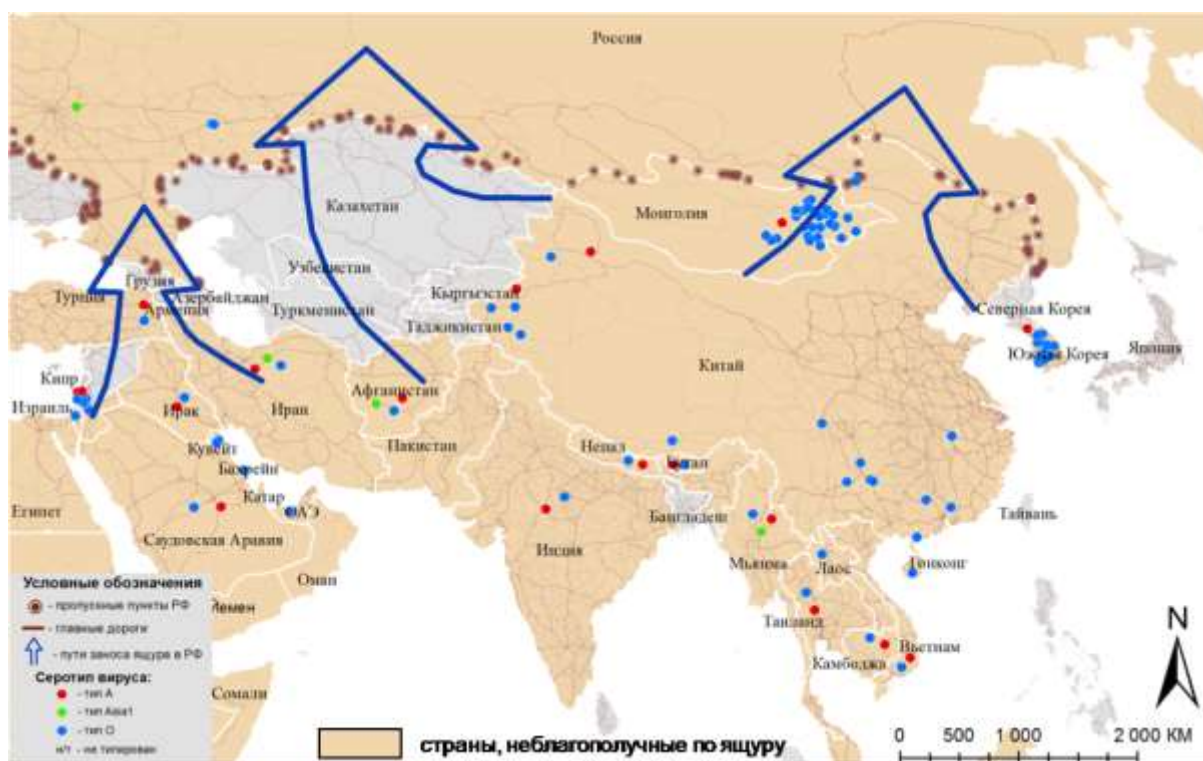 Россия
Казахстан
Монголия
Узбекистан
Грузия
Турция
Азербайджан
Армения
Туркменистан
Кыргызстан
Таджикистан
Северная Корея
Южная Корея
Япония
Китай
Кипр
Израиль
Ирак
Иран
Афганистан
Пакистан
Кувейт
Бахрейн
Непал
Бутан
Катар
ОАЭ
Египет
Саудовская Аравия
Бангладеш
Тайвань
Индия
Мьянма
Лаос
Гонконг
Оман
Йемен
Таиланд
Вьетнам
Камбоджа
Сомали
Условные обозначения
- пропускные пункты РФ
- главные дороги
- пути заноса ящура в РФ
Серотип вируса:
- тип А
- тип Азия1
- тип О
н/т - не типирован
страны, неблагополучные по ящуру
N
0 500 1 000 2 000 КМ